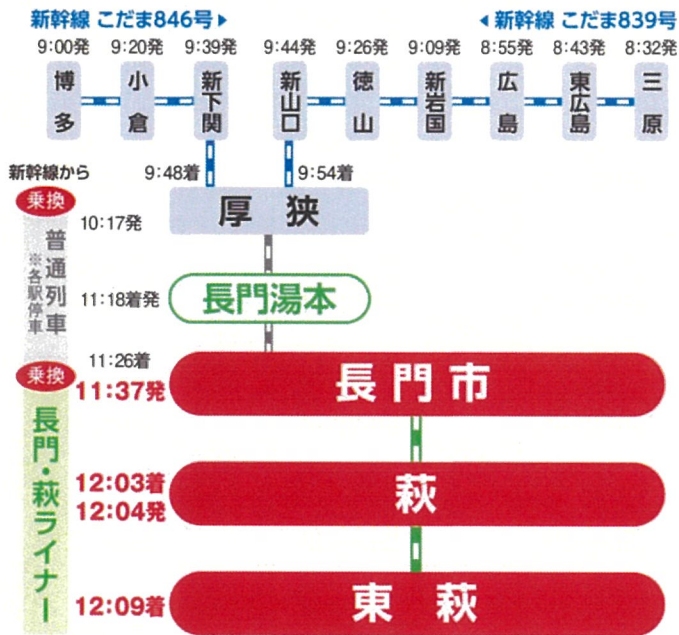 新幹線 こだま846号▶
◀新幹線 こだま839号
9:00発 9:20発 9:39発 9:44発 9:26発 9:09発 8:55発 8:43発 8:32発
博多 小倉 新下関 新山口 徳山 新岩国 広島 東広島 三原
新幹線から 9:48着 9:54着
乗換
厚狭
10:17発
普通列車
※各駅停車
長門湯本
11:18着発
11:26着
乗換
11:37発
長門市
長門・萩ライナー
12:03着
萩
12:04発
12:09着
東萩